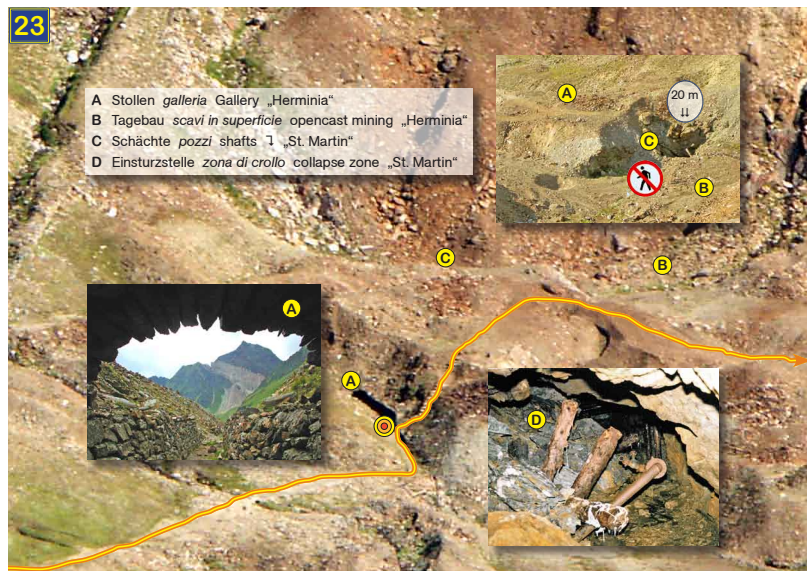 23
A Stollen galleria Gallery „Herminia“
B Tagebau scavi in superficie opencast mining „Herminia“
C Schächte pozzi shafts ↴ „St. Martin“
D Einsturzstelle zona di crollo collapse zone „St. Martin“
A
20 m
⇊
C
B
C
B
A
A
D